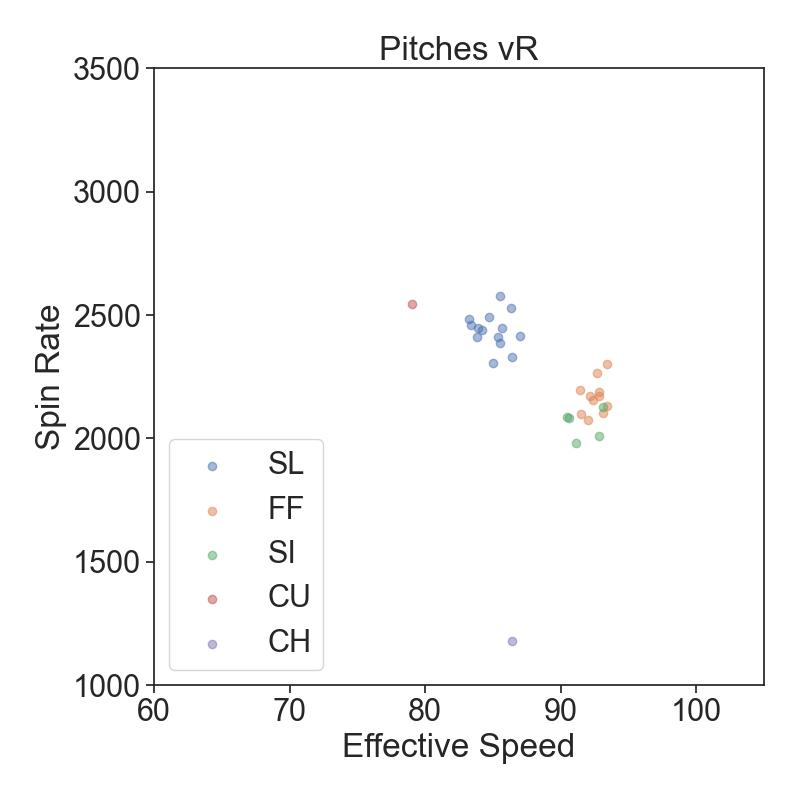 Pitches vR
3500
3000
2500
2000
1500
1000
Spin Rate
SL
FF
SI
CU
CH
60 70 80 90 100
Effective Speed